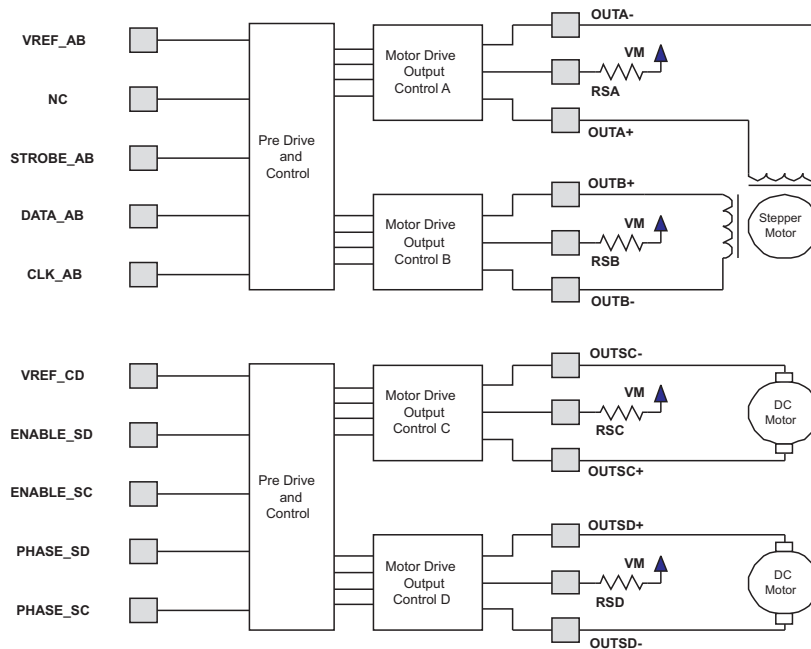 VREF_AB
NC
STROBE_AB
DATA_AB
CLK_AB
Pre Drive
and
Control
Motor Drive
Output
Control A
OUTA-
VM
RSA
OUTA+
Motor Drive
Output
Control B
OUTB+
VM
RSB
OUTB-
Stepper
Motor
VREF_CD
ENABLE_SD
ENABLE_SC
PHASE_SD
PHASE_SC
Pre Drive
and
Control
Motor Drive
Output
Control C
OUTSC-
VM
RSC
OUTSC+
DC
Motor
Motor Drive
Output
Control D
OUTSD+
VM
RSD
OUTSD-
DC
Motor